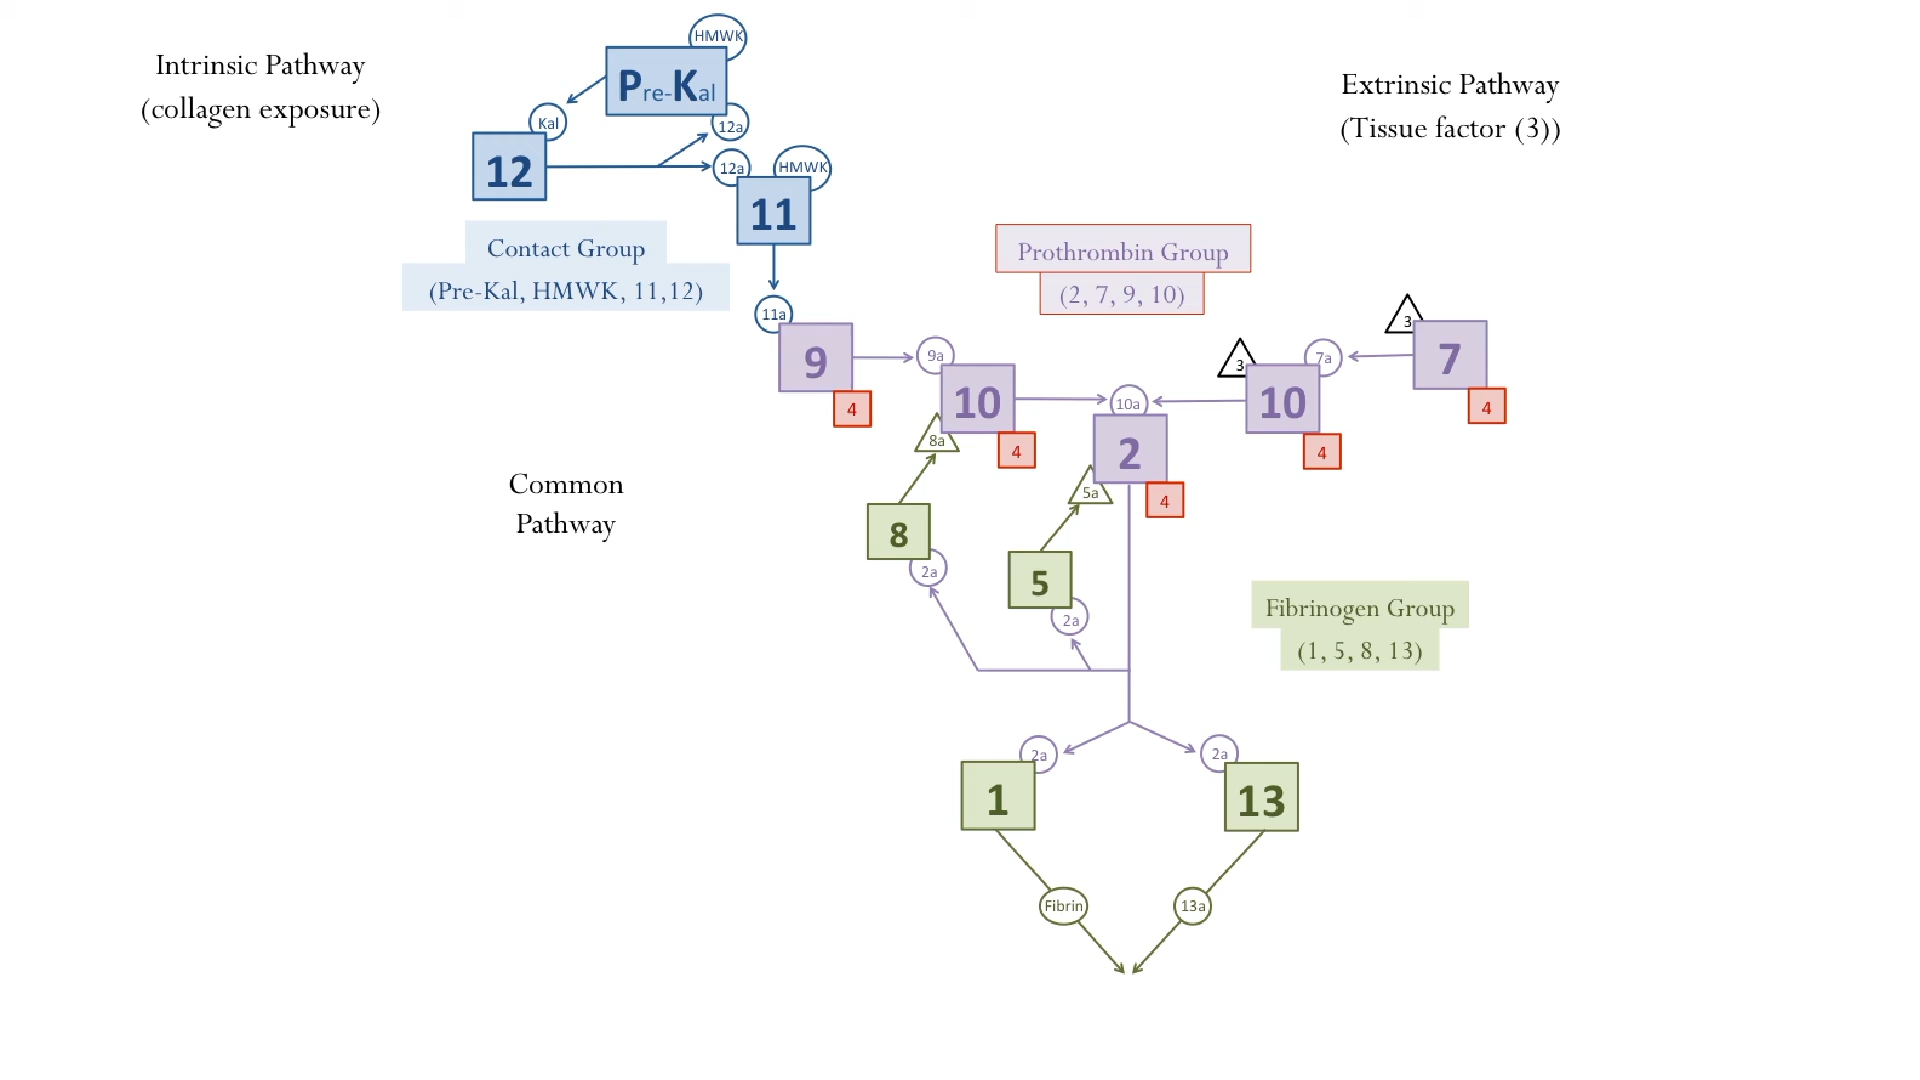 Intrinsic Pathway
(collagen exposure)
HMWK
Pre-Kal
Kal
12a
12
12a
HMWK
11
Contact Group
(Pre-Kal, HMWK, 11,12)
11a
Extrinsic Pathway
(Tissue factor (3))
Prothrombin Group
(2, 7, 9, 10)
9
4
9a
10
4
8a
10a
2
4
5a
3
10
4
7a
3
7
4
Common
Pathway
8
2a
5
2a
Fibrinogen Group
(1, 5, 8, 13)
2a
1
2a
13
Fibrin
13a